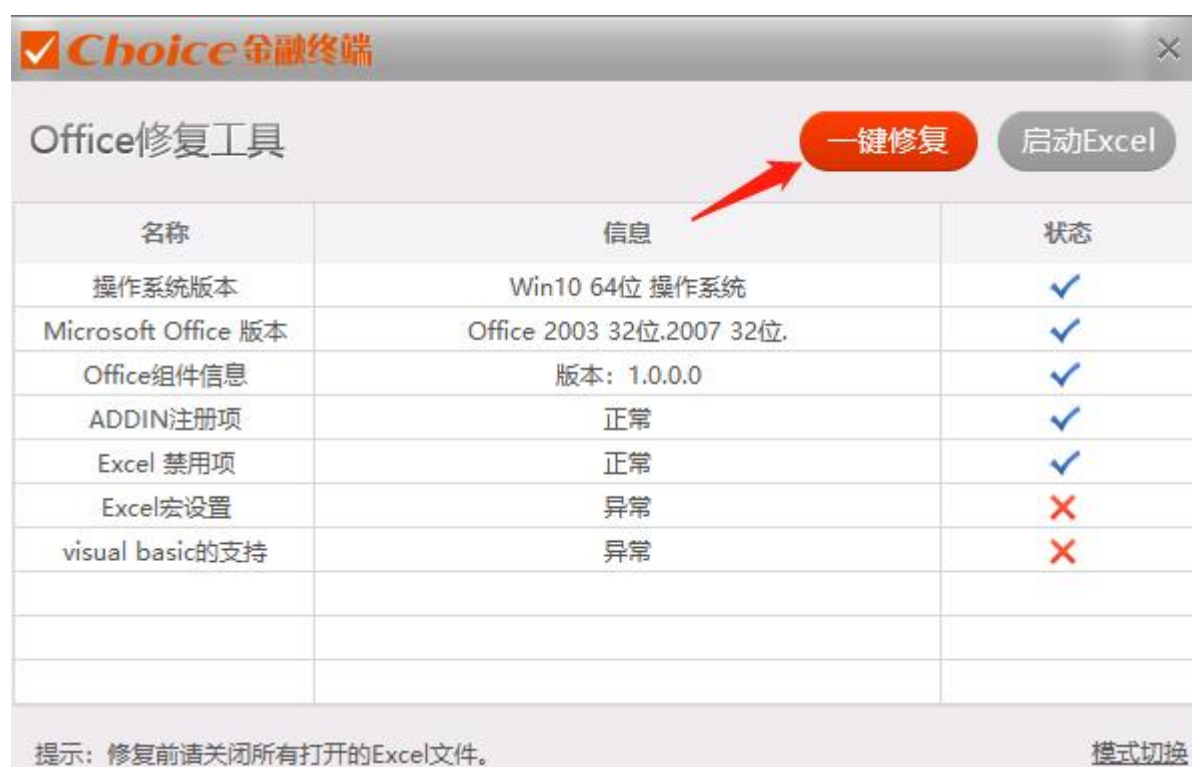 Choice金融终端
Office修复工具
一键修复
启动Excel
名称 信息 状态
操作系统版本 Win10 64位 操作系统
Microsoft Office 版本 Office 2003 32位.2007 32位.
Office组件信息 版本：1.0.0.0
ADDIN注册项 正常
Excel 禁用项 正常
Excel宏设置 异常
visual basic的支持 异常
提示：修复前请关闭所有打开的Excel文件。 模式切换